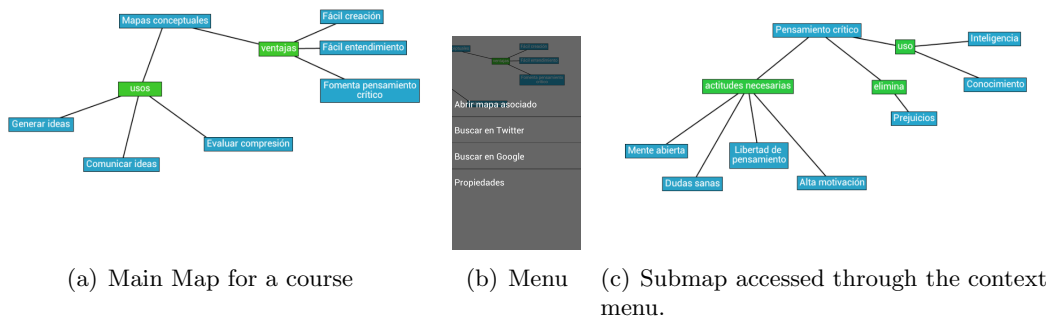 Mapas conceptuales
Fácil creación
ventajas
Fácil entendimiento
Fomenta pensamiento
crítico
usos
Generar ideas
Evaluar compresión
Comunicar ideas
(a) Main Map for a course
Abrir mapa asociado
Buscar en Twitter
Buscar en Google
Propiedades
(b) Menu
Pensamiento crítico
Inteligencia
uso
Conocimiento
actitudes necesarias
elimina
Prejuicios
Mente abierta
Libertad de
pensamiento
Dudas sanas
Alta motivación
(c) Submap accessed through the context
menu.